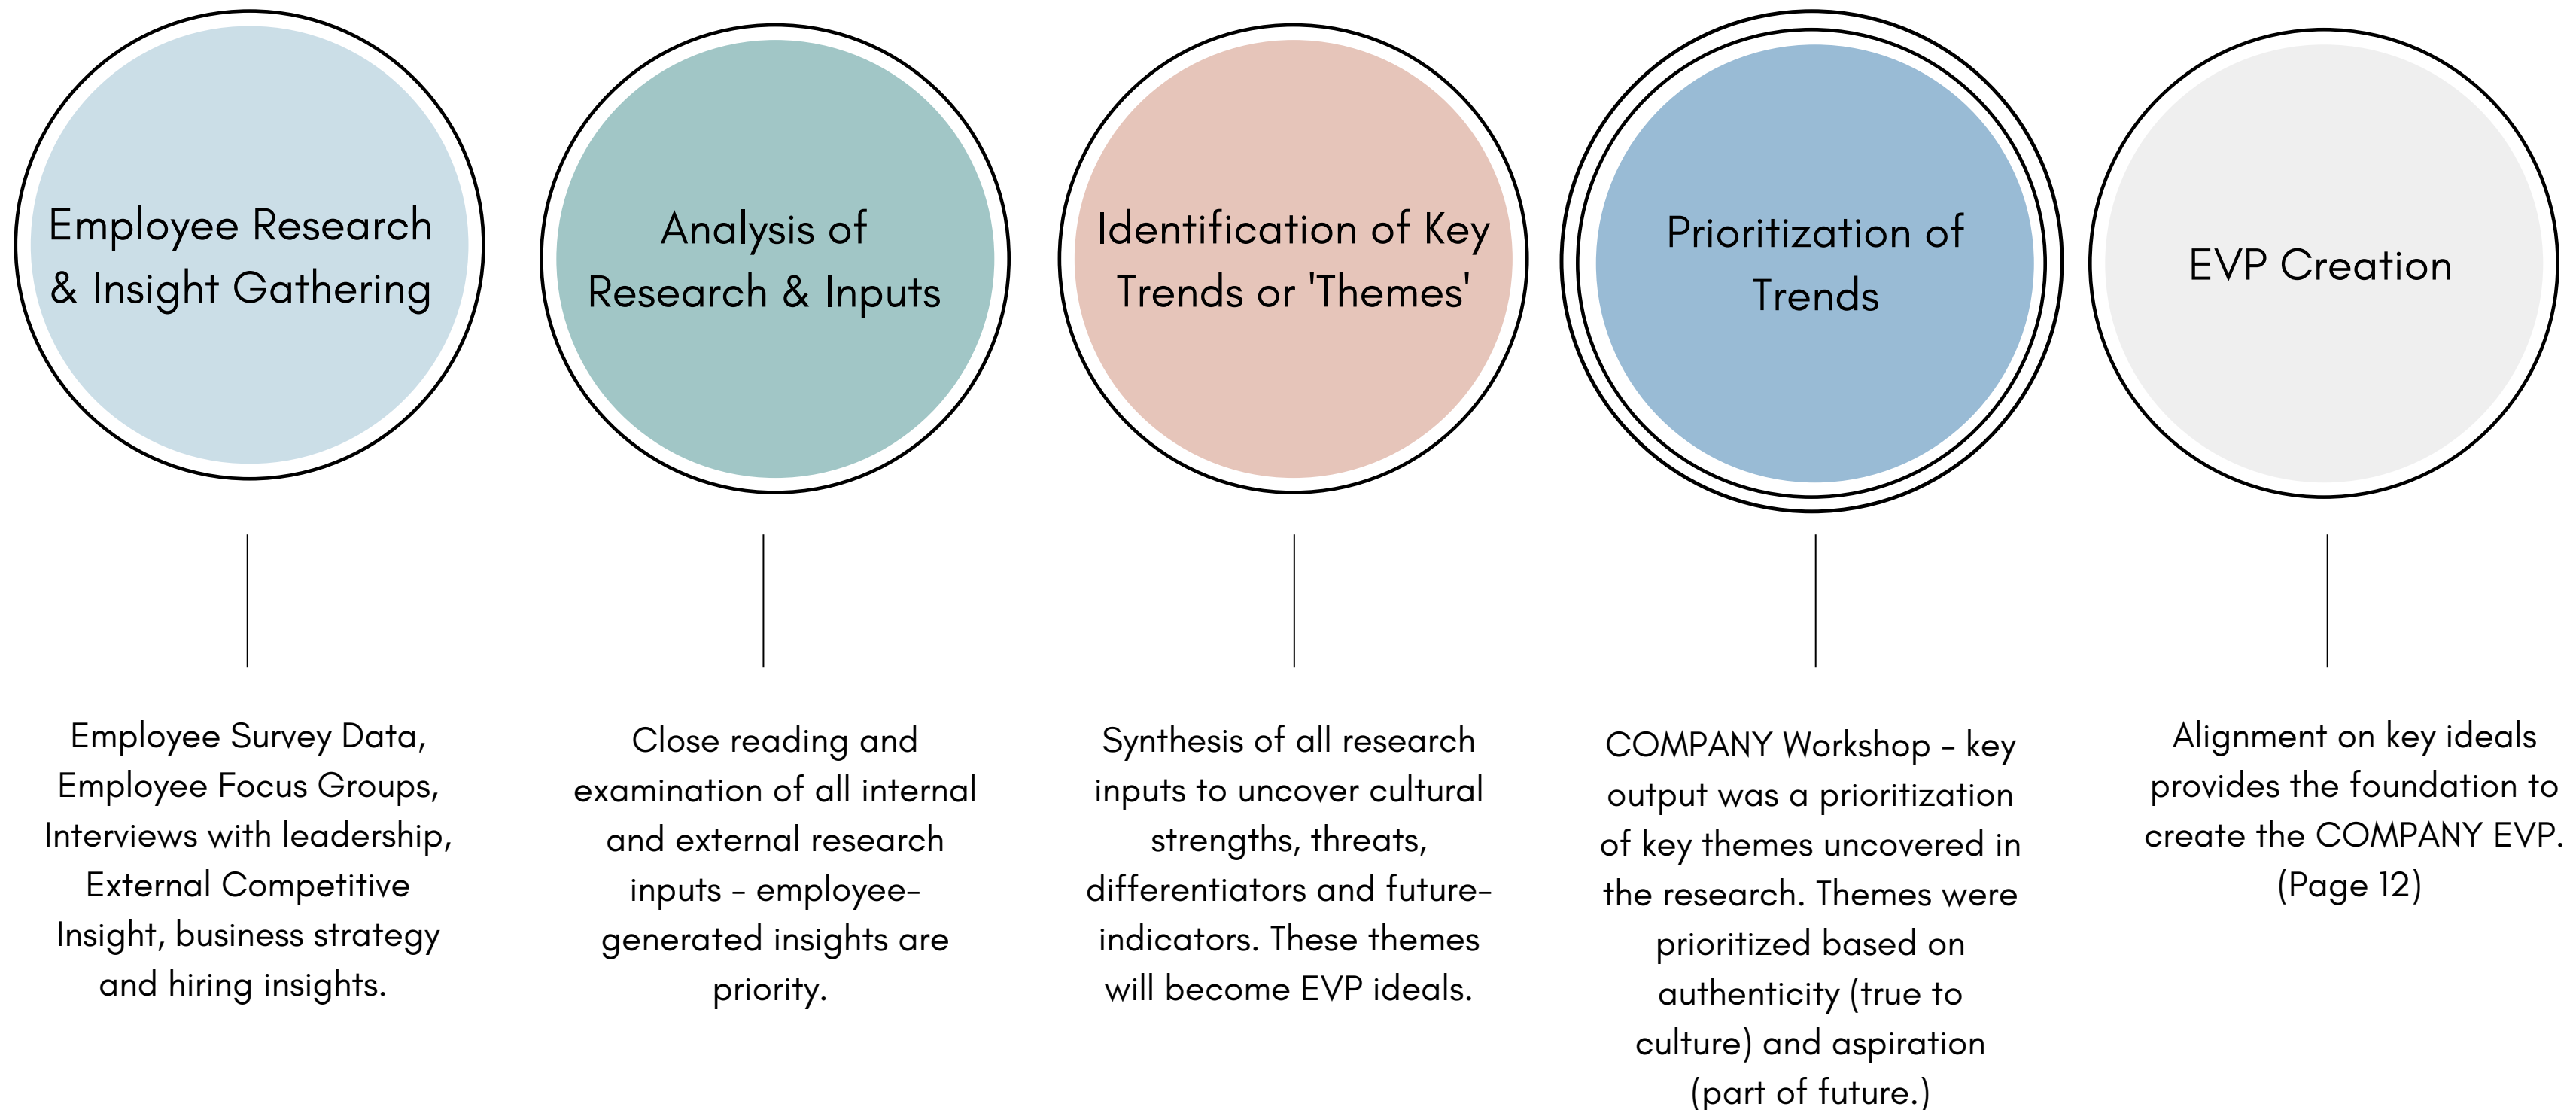 Employee Research
& Insight Gathering
Employee Survey Data,
Employee Focus Groups,
Interviews with leadership,
External Competitive
Insight, business strategy
and hiring insights.
Analysis of
Research & Inputs
Close reading and
examination of all internal
and external research
inputs - employee-
generated insights are
priority.
Identification of Key
Trends or 'Themes'
Synthesis of all research
inputs to uncover cultural
strengths, threats,
differentiators and future-
indicators. These themes
will become EVP ideals.
Prioritization of
Trends
COMPANY Workshop - key
output was a prioritization
of key themes uncovered in
the research. Themes were
prioritized based on
authenticity (true to
culture) and aspiration
(part of future.)
EVP Creation
Alignment on key ideals
provides the foundation to
create the COMPANY EVP.
(Page 12)